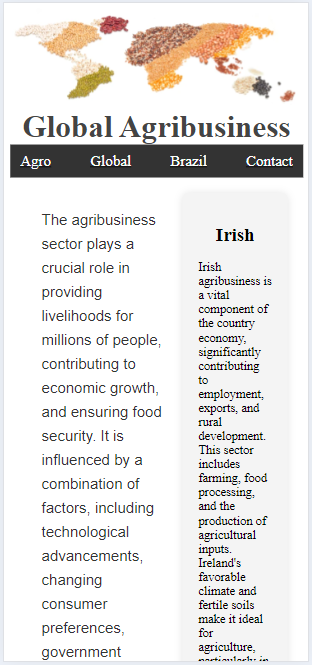 Global Agribusiness
Agro Global Brazil Contact
The agribusiness
sector plays a
crucial role in
providing
livelihoods for
millions of people,
contributing to
economic growth,
and ensuring food
security. It is
influenced by a
combination of
factors, including
technological
advancements,
changing
consumer
preferences,
government
Irish
Irish
agribusiness is
a vital
component of
the country
economy,
significantly
contributing
to
employment,
exports, and
rural
development.
This sector
includes
farming, food
processing,
and the
production of
agricultural
inputs.
Ireland's
favorable
climate and
fertile soils
make it ideal
for
agriculture,
particularly in